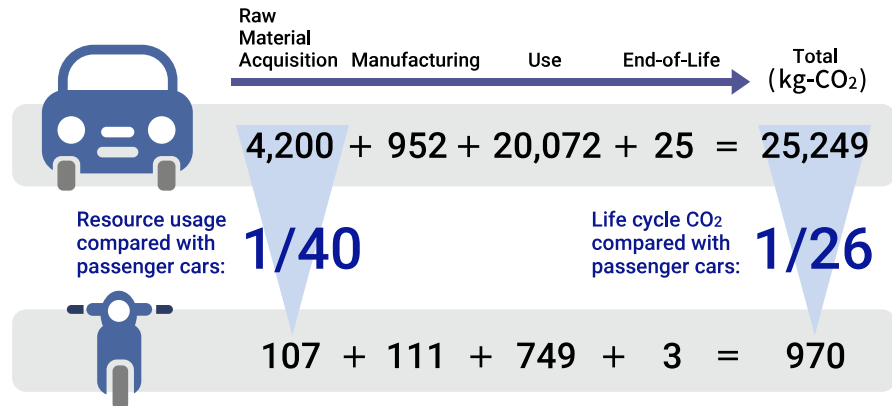 Raw
Material
Acquisition Manufacturing Use End-of-Life Total
(kg-CO₂)
4,200 + 952 + 20,072 + 25 = 25,249
Resource usage
compared with
passenger cars:
1/40
Life cycle CO₂
compared with
passenger cars:
1/26
107 + 111 + 749 + 3 = 970